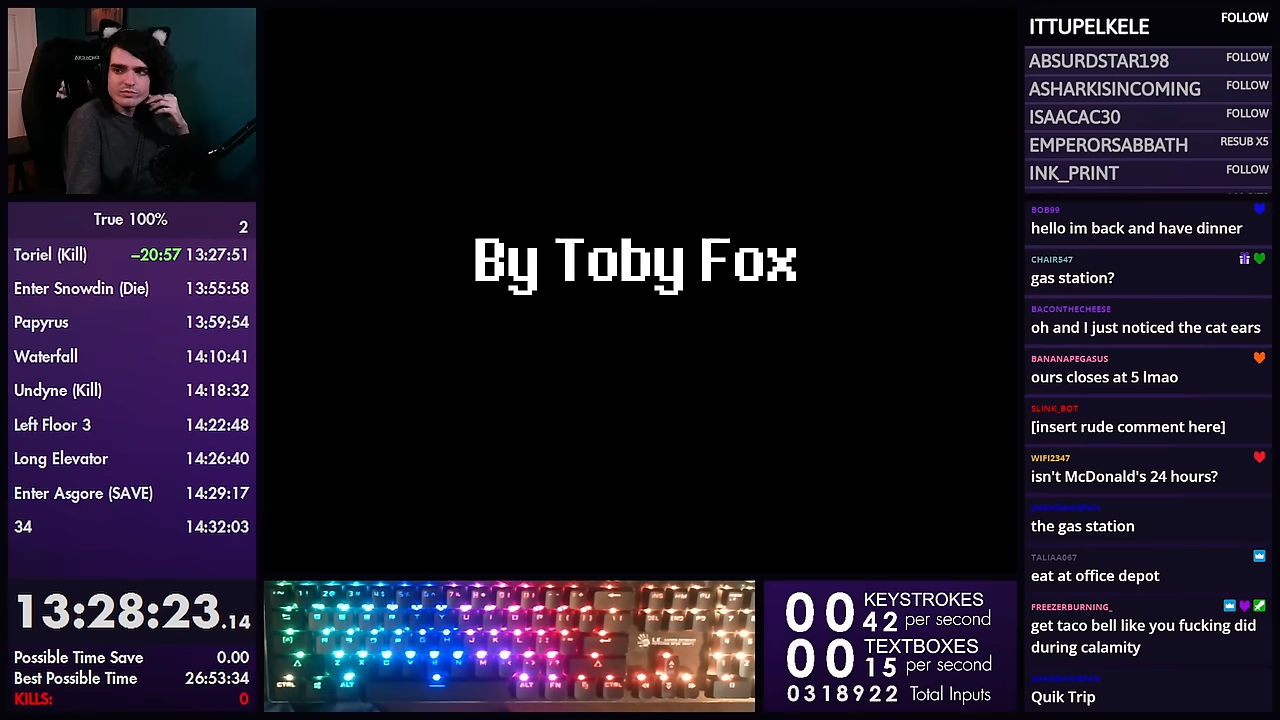 By Toby Fox
True 100%
2
Toriel (Kill) −20:57 13:27:51
Enter Snowdin (Die) 13:55:58
Papyrus 13:59:54
Waterfall 14:10:41
Undyne (Kill) 14:18:32
Left Floor 3 14:22:48
Long Elevator 14:26:40
Enter Asgore (SAVE) 14:29:17
34 14:32:03
13:28:23.14
Possible Time Save 0.00
Best Possible Time 26:53:34
KILLS: 0
00 KEYSTROKES
42 per second
00 TEXTBOXES
15 per second
0318922 Total Inputs
ITTUPELKELE FOLLOW
ABSURDSTAR198 FOLLOW
ASHARKISINCOMING FOLLOW
ISAACAC30 FOLLOW
EMPERORSABBATH RESUB X5
INK_PRINT FOLLOW
BOB99
hello im back and have dinner
CHAIR547
gas station?
BACONTHECHEESE
oh and I just noticed the cat ears
BANANAPEGASUS
ours closes at 5 lmao
SLINK_BOT
[insert rude comment here]
WIFI2347
isn't McDonald's 24 hours?
the gas station
TALIAA067
eat at office depot
FREEZERBURNING_
get taco bell like you fucking did
during calamity
Quik Trip